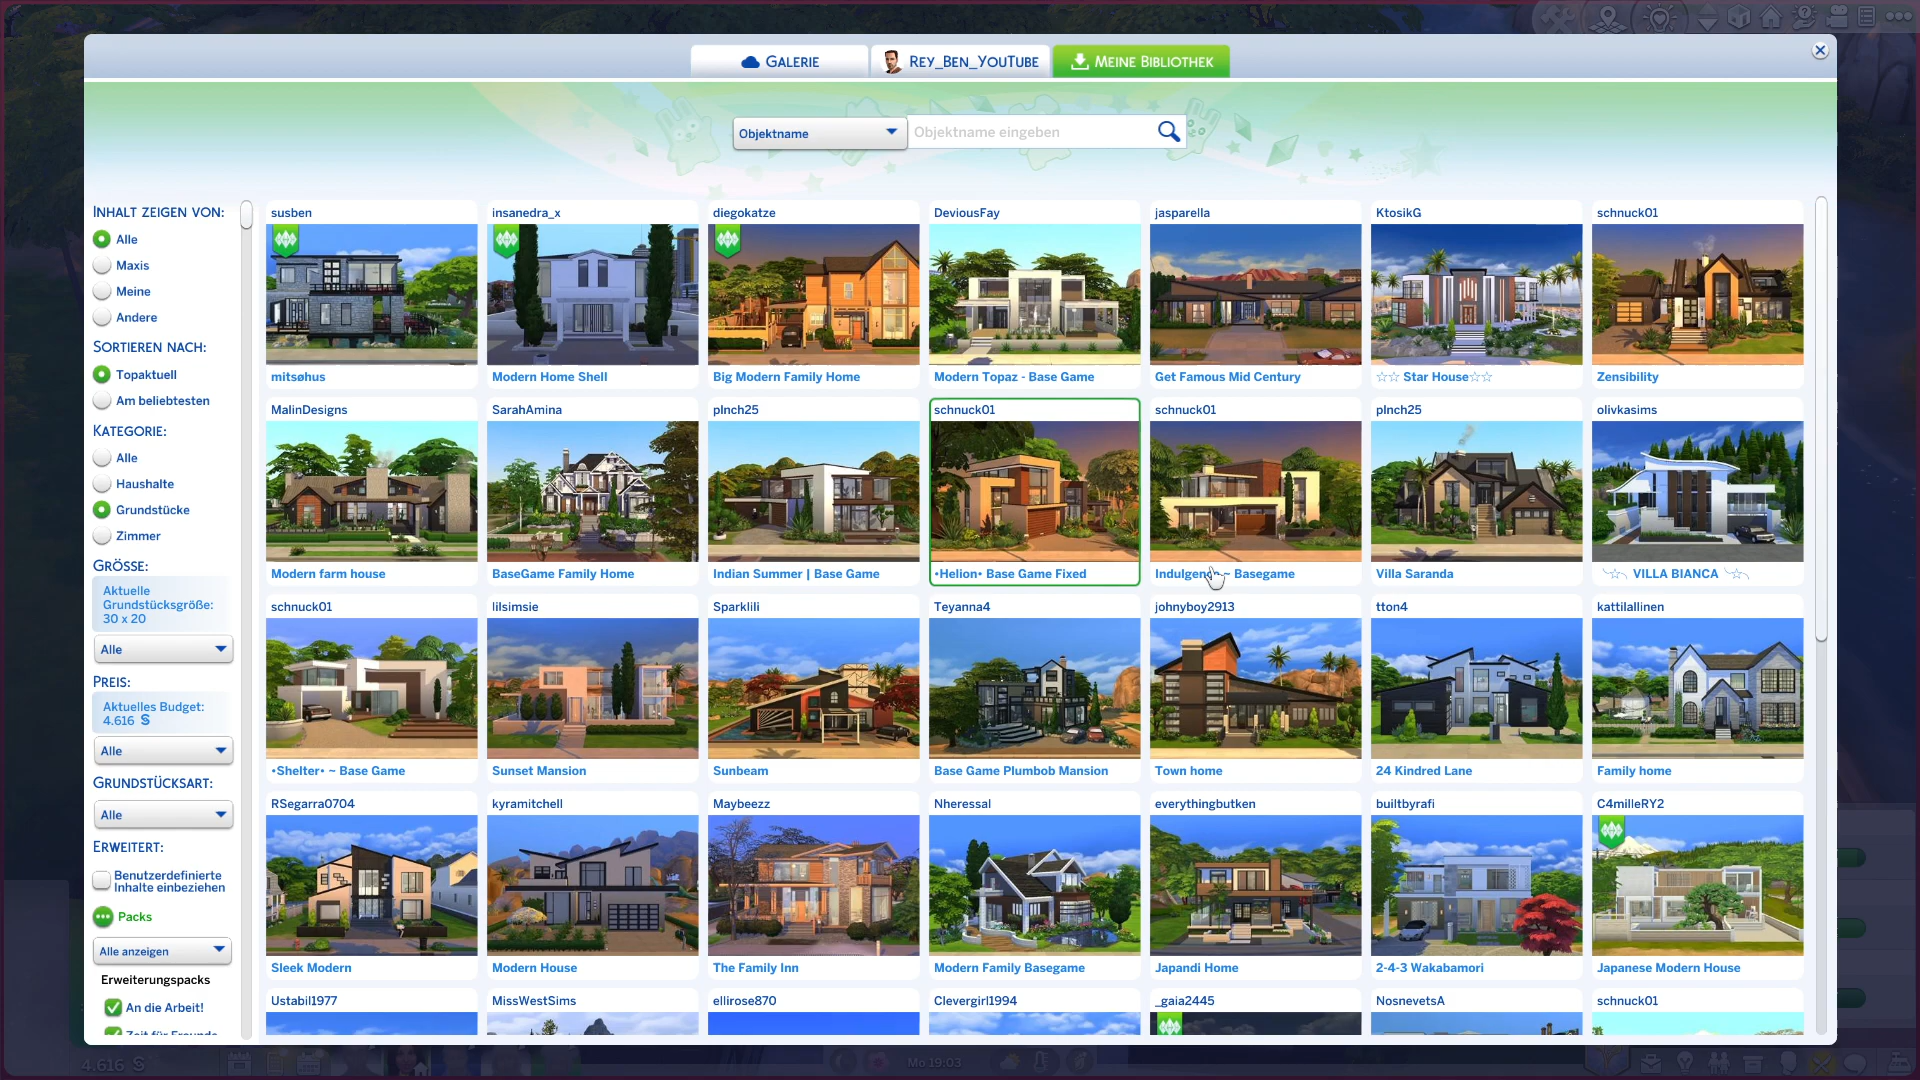 GALERIE
REY_BEN_YOUTUBE
MEINE BIBLIOTHEK
Objektname
Objektname eingeben
INHALT ZEIGEN VON:
Alle
Maxis
Meine
Andere
SORTIEREN NACH:
Topaktuell
Am beliebtesten
KATEGORIE:
Alle
Haushalte
Grundstücke
Zimmer
GRÖSSE:
Aktuelle
Grundstücksgröße:
30 x 20
Alle
PREIS:
Aktuelles Budget:
4.616 §
Alle
GRUNDSTÜCKSART:
Alle
ERWEITERT:
Benutzerdefinierte
Inhalte einbeziehen
Packs
Alle anzeigen
Erweiterungspacks
An die Arbeit!
Zeit für Freunde
susben
insanedra_x
diegokatze
DeviousFay
jasparella
KtosikG
schnuck01
mitsøhus
Modern Home Shell
Big Modern Family Home
Modern Topaz - Base Game
Get Famous Mid Century
☆☆ Star House☆☆
Zensibility
MalinDesigns
SarahAmina
plnch25
schnuck01
schnuck01
plnch25
olivkasims
Modern farm house
BaseGame Family Home
Indian Summer | Base Game
•Helion• Base Game Fixed
~ Basegame
Villa Saranda
VILLA BIANCA
schnuck01
lilsimsie
Sparklili
Teyanna4
johnyboy2913
tton4
kattilallinen
•Shelter• ~ Base Game
Sunset Mansion
Sunbeam
Base Game Plumbob Mansion
Town home
24 Kindred Lane
Family home
RSegarra0704
kyramitchell
Maybeezz
Nheressal
everythingbutken
builtbyrafi
C4milleRY2
Sleek Modern
Modern House
The Family Inn
Modern Family Basegame
Japandi Home
2-4-3 Wakabamori
Japanese Modern House
Ustabil1977
MissWestSims
ellirose870
Clevergirl1994
_gaia2445
NosnevetsA
schnuck01
4.616 §
Mo 19:03